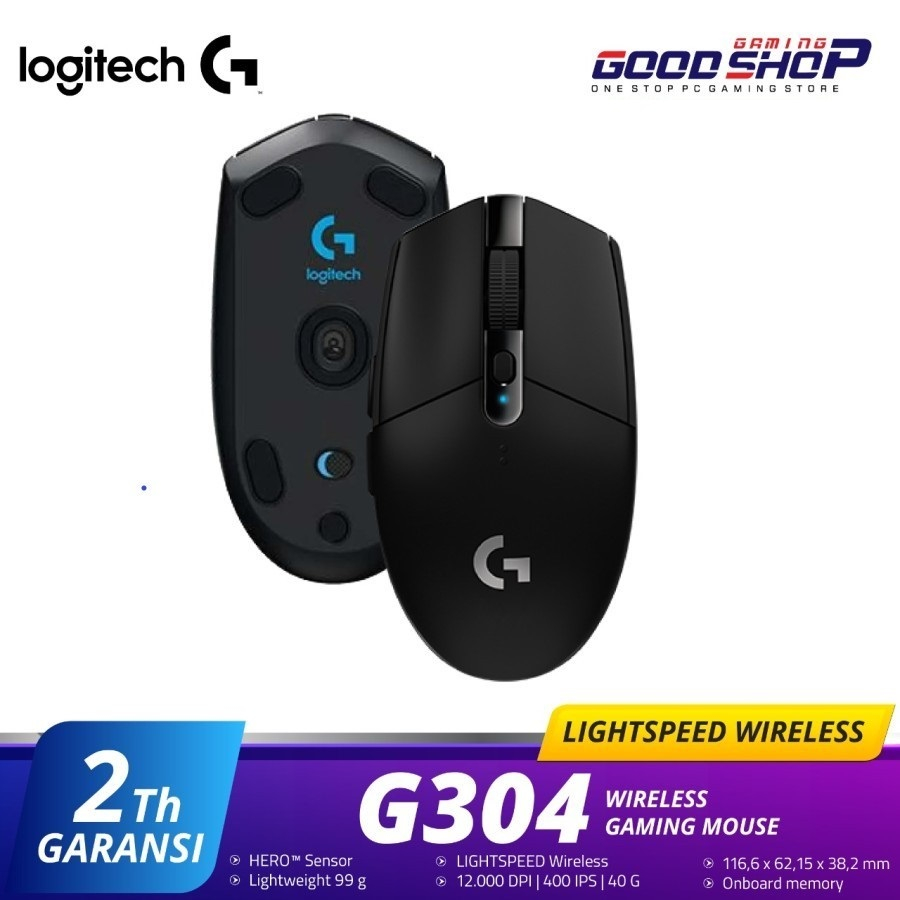 logitech G
GAMING
GOOD SHOP
ONE STOP PC GAMING STORE
G
logitech
G
LIGHTSPEED WIRELESS
2Th
GARANSI
G304
WIRELESS
GAMING MOUSE
HERO™ Sensor
Lightweight 99 g
LIGHTSPEED Wireless
12.000 DPI | 400 IPS | 40 G
116,6 x 62,15 x 38,2 mm
Onboard memory